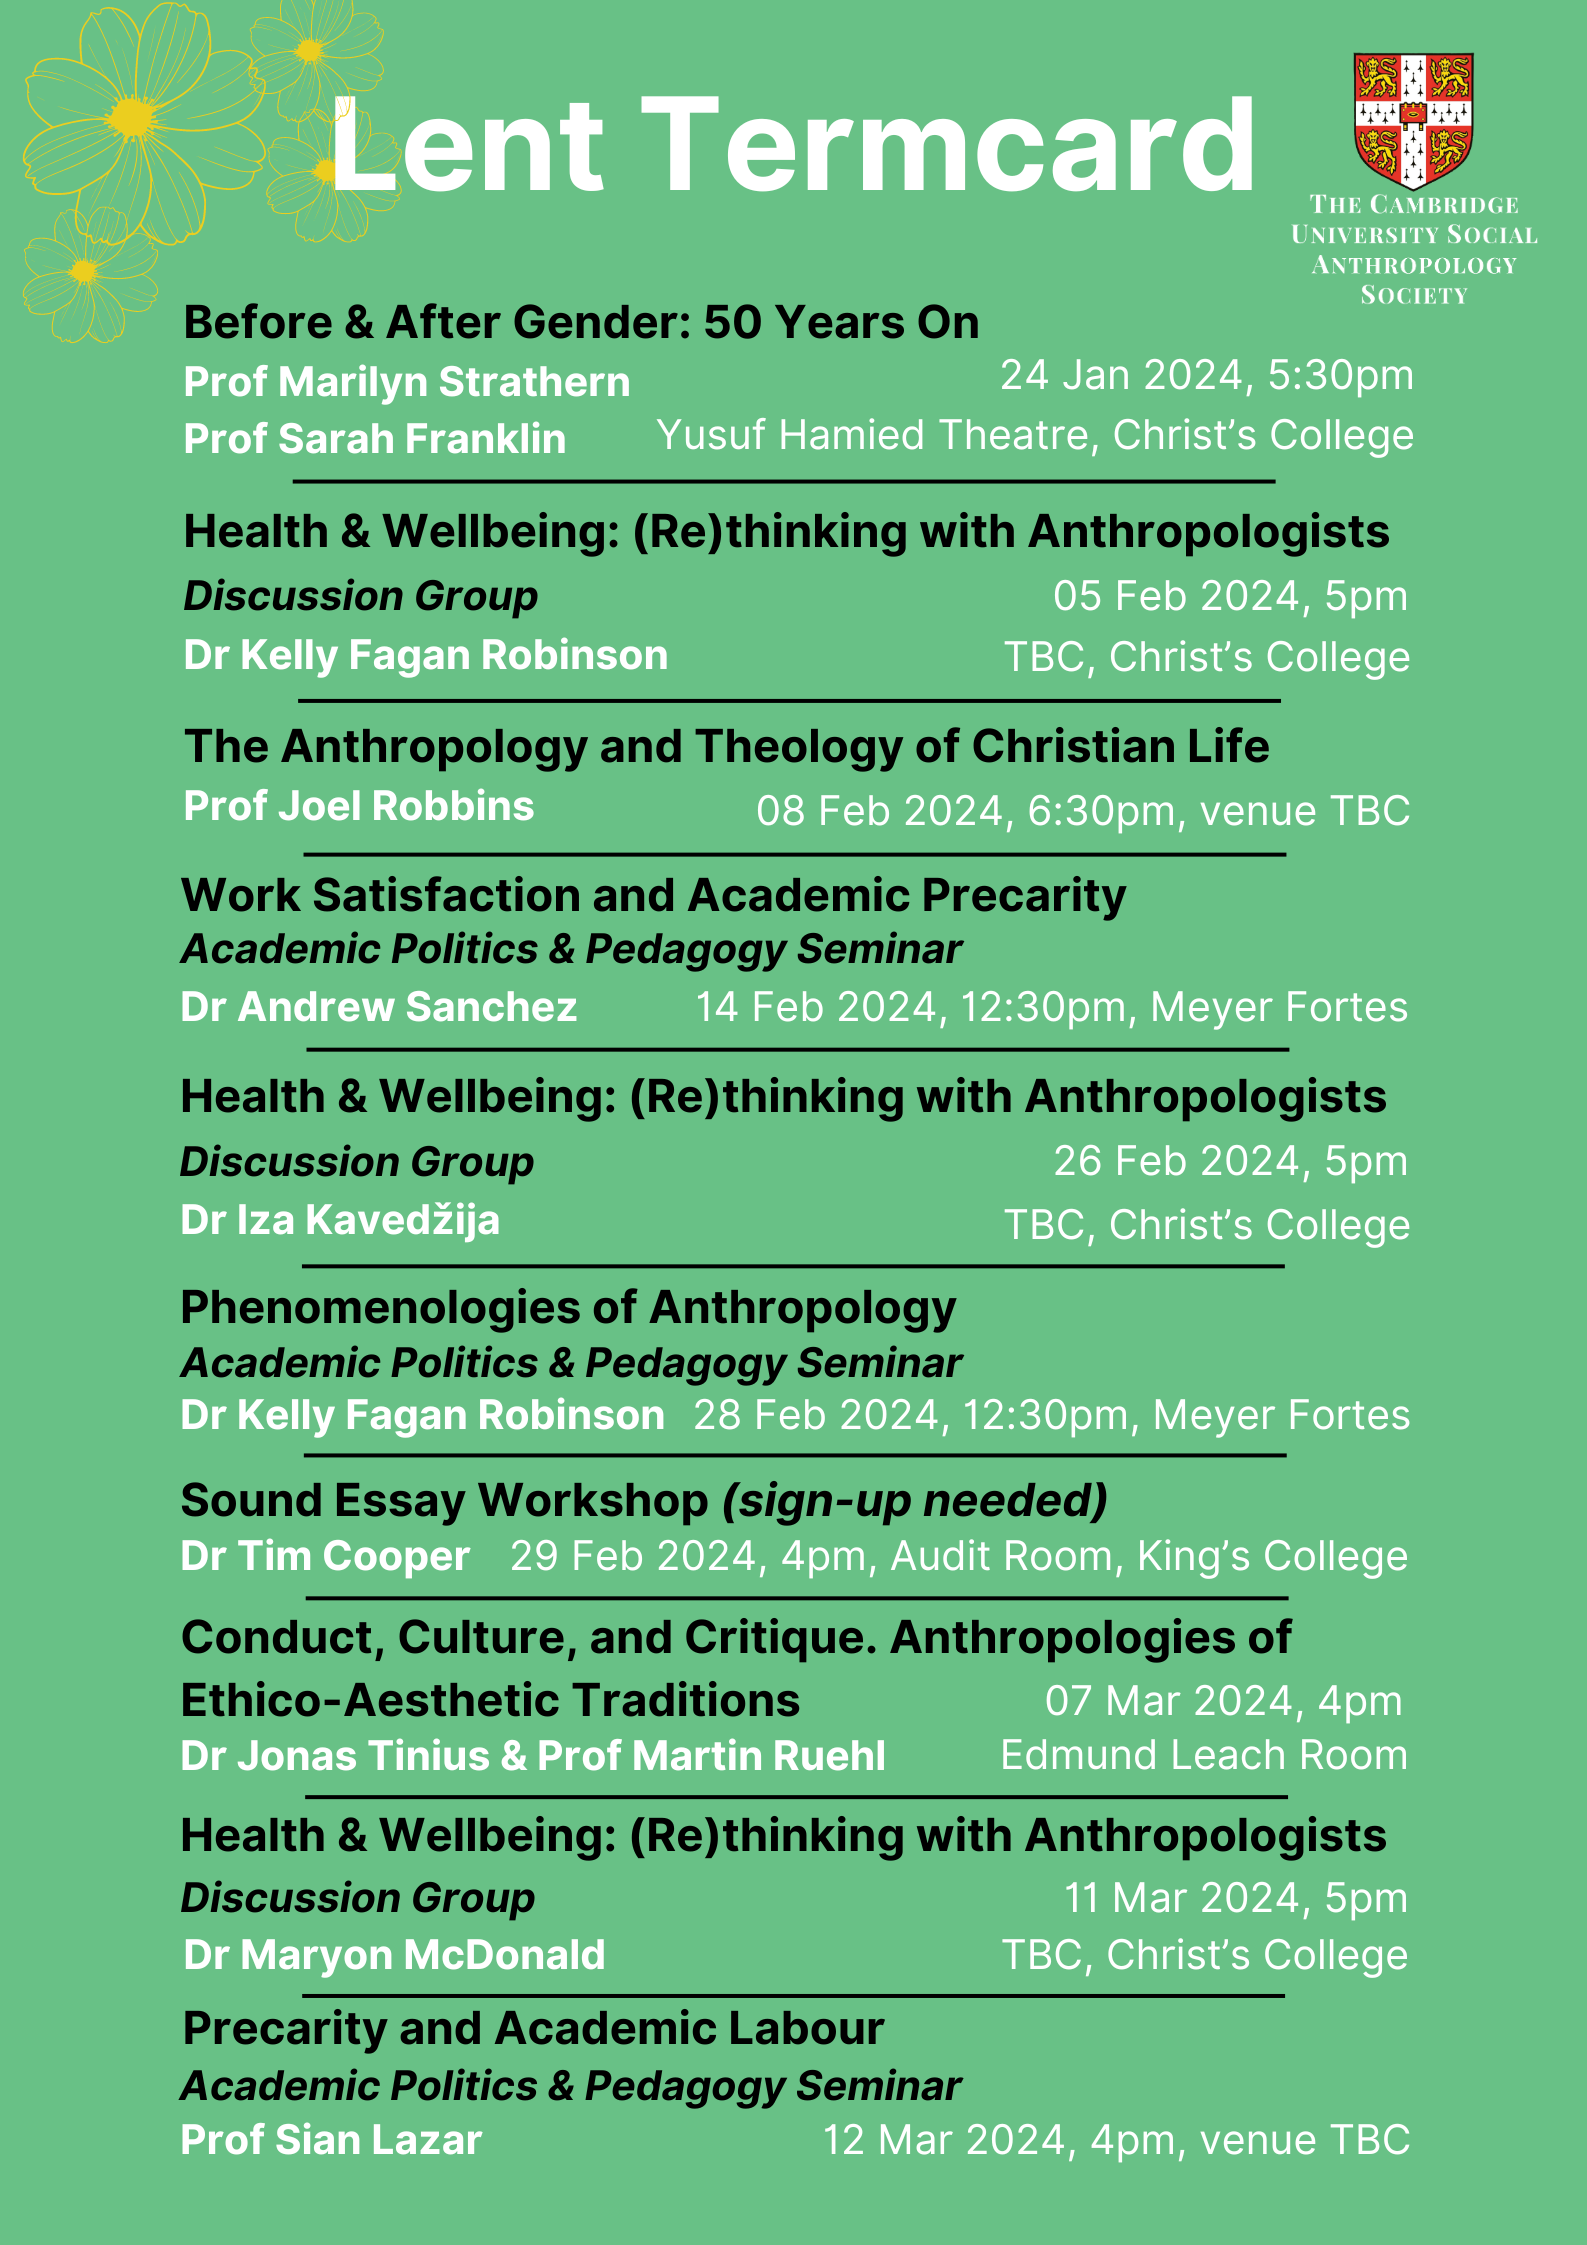 Lent Termcard
THE CAMBRIDGE
UNIVERSITY SOCIAL
ANTHROPOLOGY
SOCIETY
Before & After Gender: 50 Years On
Prof Marilyn Strathern
24 Jan 2024, 5:30pm
Prof Sarah Franklin
Yusuf Hamied Theatre, Christ’s College
Health & Wellbeing: (Re)thinking with Anthropologists
Discussion Group
05 Feb 2024, 5pm
Dr Kelly Fagan Robinson
TBC, Christ’s College
The Anthropology and Theology of Christian Life
Prof Joel Robbins
08 Feb 2024, 6:30pm, venue TBC
Work Satisfaction and Academic Precarity
Academic Politics & Pedagogy Seminar
Dr Andrew Sanchez
14 Feb 2024, 12:30pm, Meyer Fortes
Health & Wellbeing: (Re)thinking with Anthropologists
Discussion Group
26 Feb 2024, 5pm
Dr Iza Kavedžija
TBC, Christ’s College
Phenomenologies of Anthropology
Academic Politics & Pedagogy Seminar
Dr Kelly Fagan Robinson
28 Feb 2024, 12:30pm, Meyer Fortes
Sound Essay Workshop (sign-up needed)
Dr Tim Cooper
29 Feb 2024, 4pm, Audit Room, King’s College
Conduct, Culture, and Critique. Anthropologies of
Ethico-Aesthetic Traditions
07 Mar 2024, 4pm
Dr Jonas Tinius & Prof Martin Ruehl
Edmund Leach Room
Health & Wellbeing: (Re)thinking with Anthropologists
Discussion Group
11 Mar 2024, 5pm
Dr Maryon McDonald
TBC, Christ’s College
Precarity and Academic Labour
Academic Politics & Pedagogy Seminar
Prof Sian Lazar
12 Mar 2024, 4pm, venue TBC